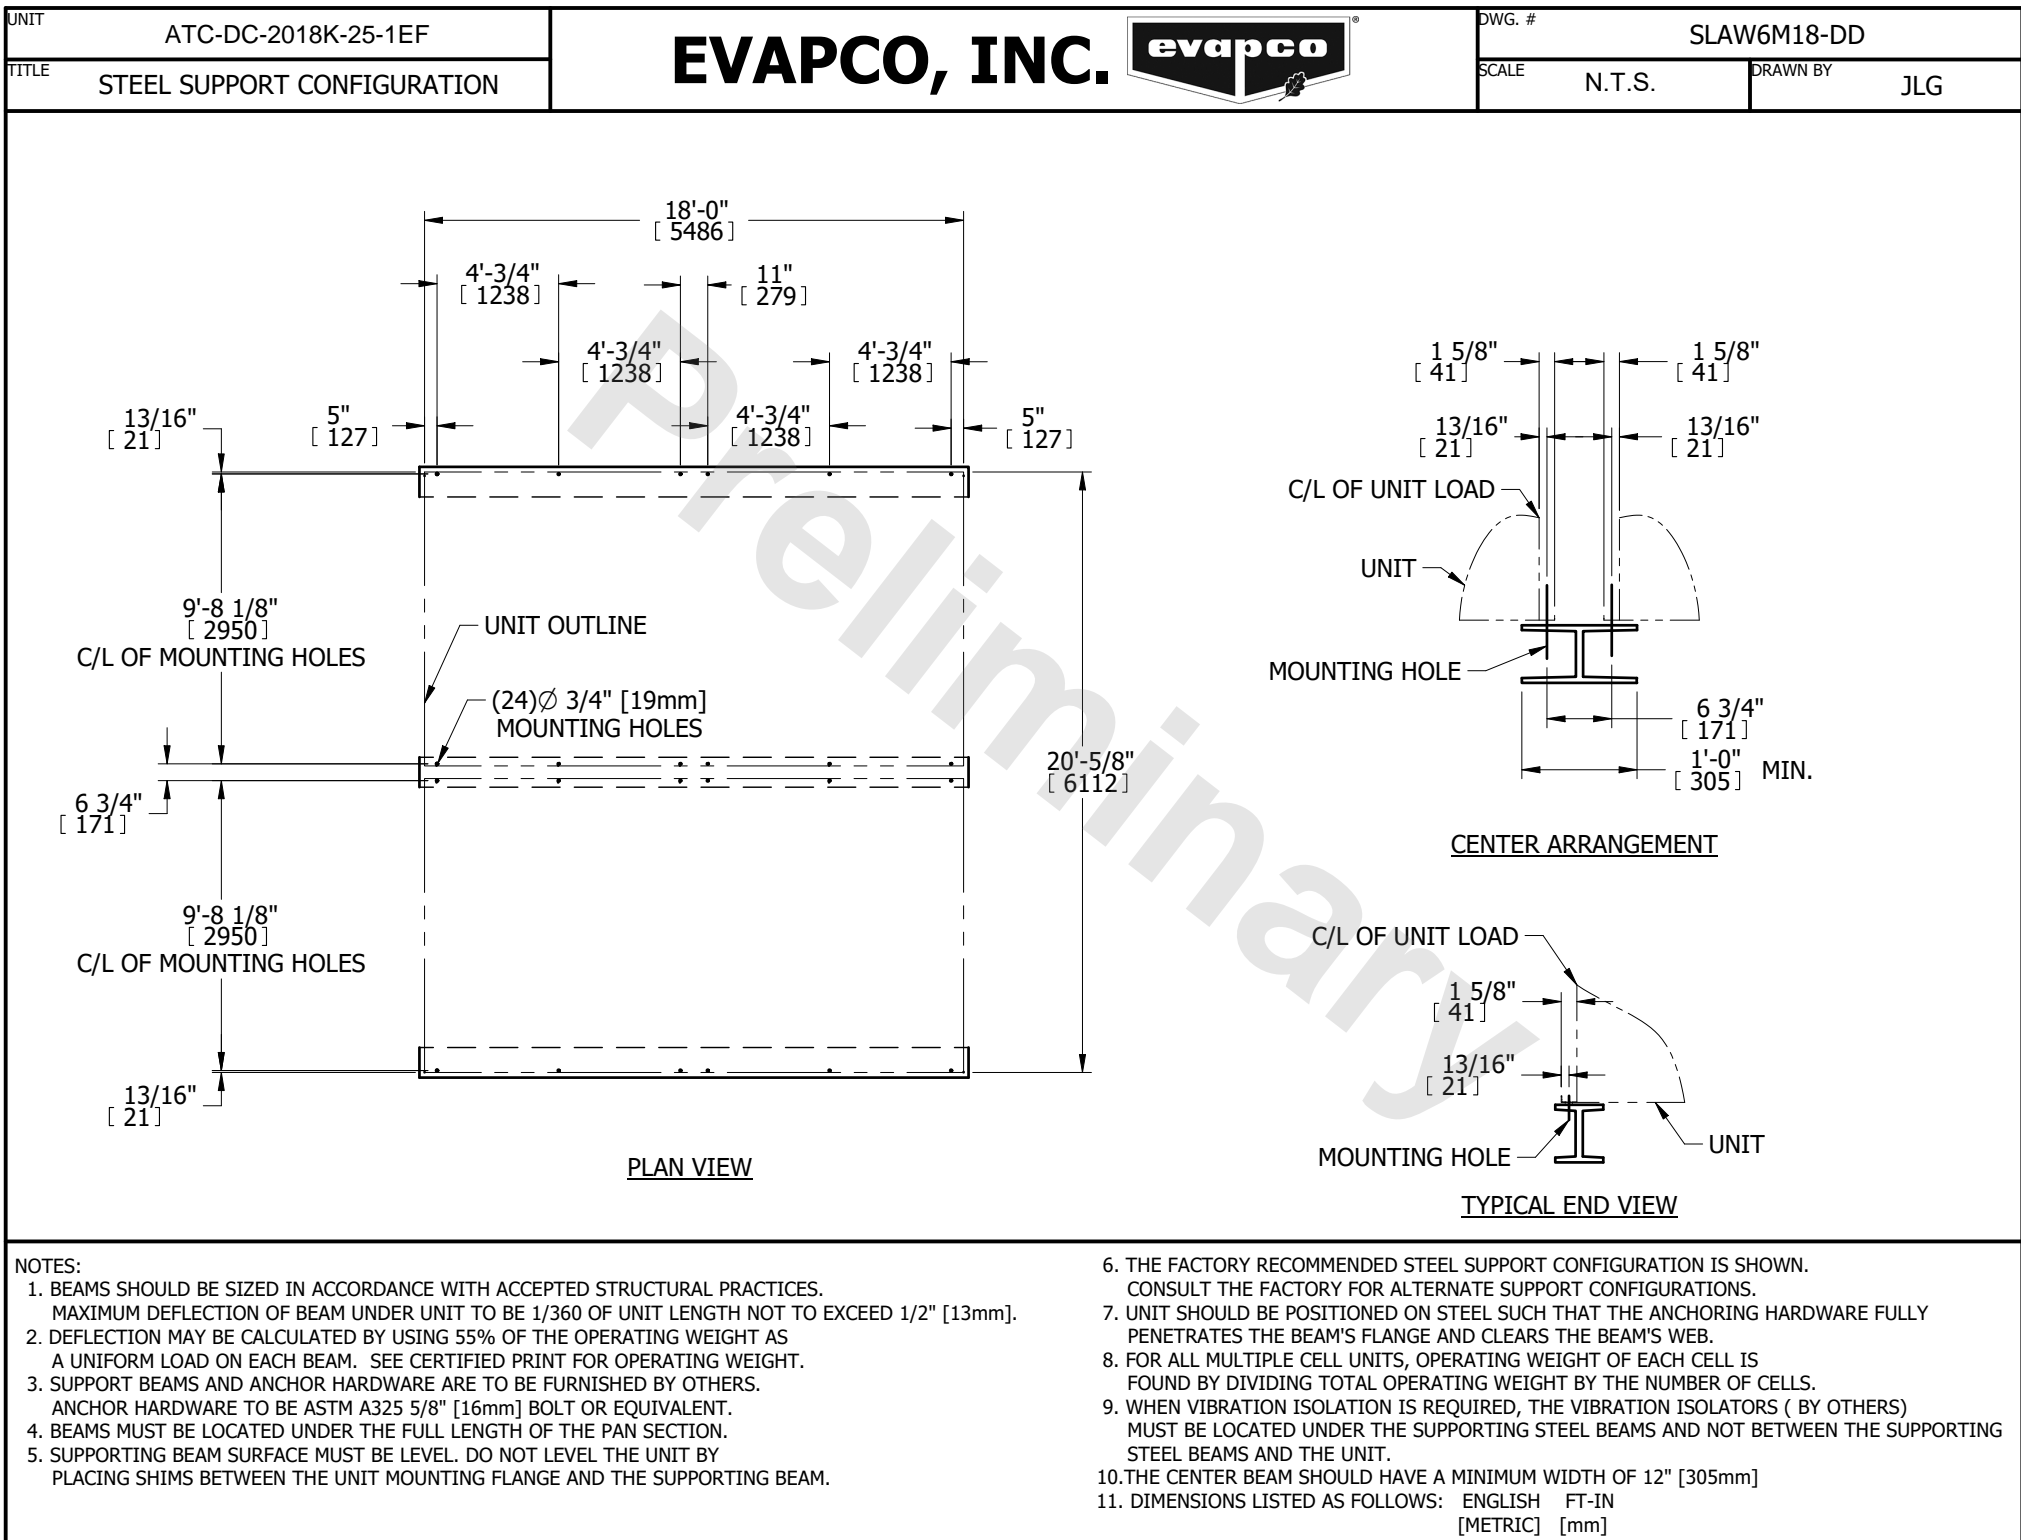 UNIT
ATC-DC-2018K-25-1EF
TITLE
STEEL SUPPORT CONFIGURATION
EVAPCO, INC.
evapco
®
DWG. #
SLAW6M18-DD
SCALE
N.T.S.
DRAWN BY
JLG
18'-0"
[ 5486 ]
4'-3/4"
[ 1238 ]
11"
[ 279 ]
4'-3/4"
[ 1238 ]
4'-3/4"
[ 1238 ]
13/16"
[ 21 ]
5"
[ 127 ]
4'-3/4"
[ 1238 ]
5"
[ 127 ]
9'-8 1/8"
[ 2950 ]
C/L OF MOUNTING HOLES
UNIT OUTLINE
(24)Ø 3/4" [19mm]
MOUNTING HOLES
20'-5/8"
[ 6112 ]
6 3/4"
[ 171 ]
9'-8 1/8"
[ 2950 ]
C/L OF MOUNTING HOLES
13/16"
[ 21 ]
PLAN VIEW
1 5/8"
[ 41 ]
1 5/8"
[ 41 ]
13/16"
[ 21 ]
13/16"
[ 21 ]
C/L OF UNIT LOAD
UNIT
MOUNTING HOLE
6 3/4"
[ 171 ]
1'-0"
[ 305 ] MIN.
CENTER ARRANGEMENT
C/L OF UNIT LOAD
1 5/8"
[ 41 ]
13/16"
[ 21 ]
MOUNTING HOLE
UNIT
TYPICAL END VIEW
Preliminary
NOTES:
1. BEAMS SHOULD BE SIZED IN ACCORDANCE WITH ACCEPTED STRUCTURAL PRACTICES.
MAXIMUM DEFLECTION OF BEAM UNDER UNIT TO BE 1/360 OF UNIT LENGTH NOT TO EXCEED 1/2" [13mm].
2. DEFLECTION MAY BE CALCULATED BY USING 55% OF THE OPERATING WEIGHT AS
A UNIFORM LOAD ON EACH BEAM. SEE CERTIFIED PRINT FOR OPERATING WEIGHT.
3. SUPPORT BEAMS AND ANCHOR HARDWARE ARE TO BE FURNISHED BY OTHERS.
ANCHOR HARDWARE TO BE ASTM A325 5/8" [16mm] BOLT OR EQUIVALENT.
4. BEAMS MUST BE LOCATED UNDER THE FULL LENGTH OF THE PAN SECTION.
5. SUPPORTING BEAM SURFACE MUST BE LEVEL. DO NOT LEVEL THE UNIT BY
PLACING SHIMS BETWEEN THE UNIT MOUNTING FLANGE AND THE SUPPORTING BEAM.
6. THE FACTORY RECOMMENDED STEEL SUPPORT CONFIGURATION IS SHOWN.
CONSULT THE FACTORY FOR ALTERNATE SUPPORT CONFIGURATIONS.
7. UNIT SHOULD BE POSITIONED ON STEEL SUCH THAT THE ANCHORING HARDWARE FULLY
PENETRATES THE BEAM'S FLANGE AND CLEARS THE BEAM'S WEB.
8. FOR ALL MULTIPLE CELL UNITS, OPERATING WEIGHT OF EACH CELL IS
FOUND BY DIVIDING TOTAL OPERATING WEIGHT BY THE NUMBER OF CELLS.
9. WHEN VIBRATION ISOLATION IS REQUIRED, THE VIBRATION ISOLATORS ( BY OTHERS)
MUST BE LOCATED UNDER THE SUPPORTING STEEL BEAMS AND NOT BETWEEN THE SUPPORTING
STEEL BEAMS AND THE UNIT.
10.THE CENTER BEAM SHOULD HAVE A MINIMUM WIDTH OF 12" [305mm]
11. DIMENSIONS LISTED AS FOLLOWS: ENGLISH FT-IN
[METRIC] [mm]